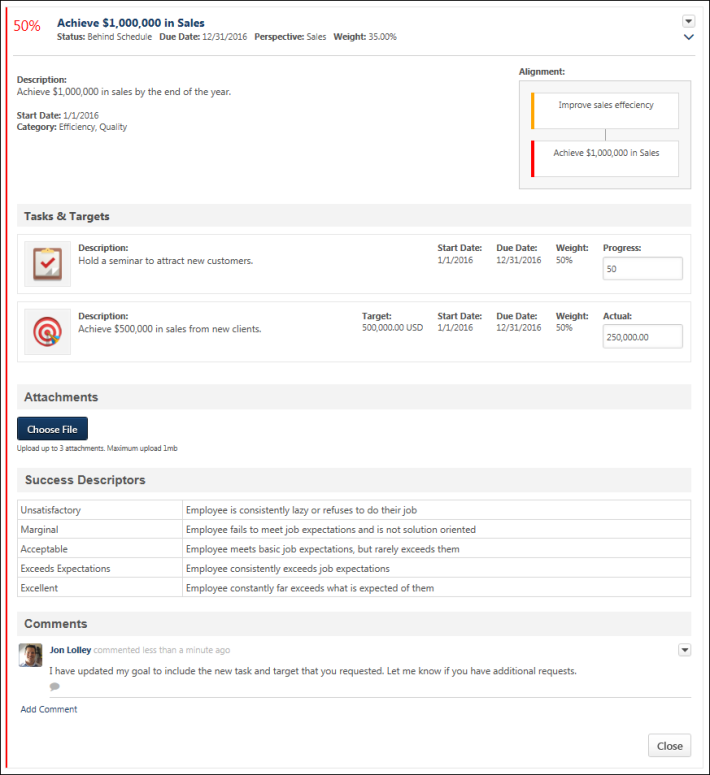 50%
Achieve $1,000,000 in Sales
Status: Behind Schedule Due Date: 12/31/2016 Perspective: Sales Weight: 35.00%
Description:
Achieve $1,000,000 in sales by the end of the year.
Start Date: 1/1/2016
Category: Efficiency, Quality
Alignment:
Improve sales effeciency
Achieve $1,000,000 in Sales
Tasks & Targets
Description: Start Date: Due Date: Weight: Progress:
Hold a seminar to attract new customers. 1/1/2016 12/31/2016 50%
50
Description: Target: Start Date: Due Date: Weight: Actual:
Achieve $500,000 in sales from new clients. 500,000.00 USD 1/1/2016 12/31/2016 50%
250,000.00
Attachments
Choose File
Upload up to 3 attachments. Maximum upload 1mb
Success Descriptors
Unsatisfactory Employee is consistently lazy or refuses to do their job
Marginal Employee fails to meet job expectations and is not solution oriented
Acceptable Employee meets basic job expectations, but rarely exceeds them
Exceeds Expectations Employee consistently exceeds job expectations
Excellent Employee constantly far exceeds what is expected of them
Comments
Jon Lolley commented less than a minute ago
I have updated my goal to include the new task and target that you requested. Let me know if you have additional requests.
Add Comment
Close